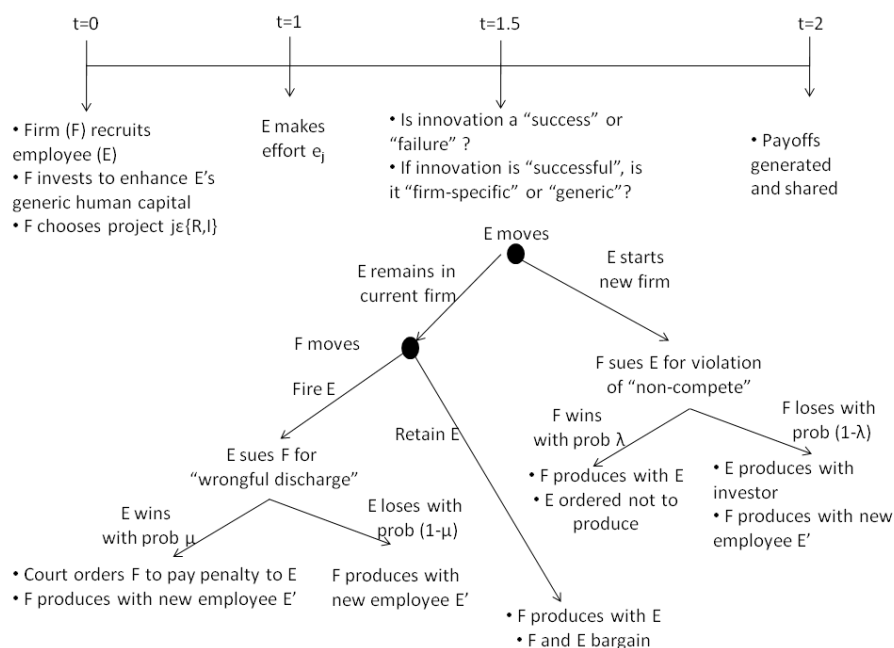 t=0
t=1
t=1.5
t=2
• Firm (F) recruits
employee (E)
• F invests to enhance E's
generic human capital
• F chooses project jε{R,I}
E makes
effort eⱼ
• Is innovation a "success" or
"failure" ?
• If innovation is "successful", is
it "firm-specific" or "generic"?
• Payoffs
generated
and shared
E moves
E remains in
current firm
E starts
new firm
F moves
Fire E
Retain E
F sues E for violation
of "non-compete"
F wins
with prob λ
F loses with
prob (1-λ)
E sues F for
"wrongful discharge"
• F produces with E
• E ordered not to
produce
• E produces with
investor
• F produces with new
employee E'
E wins
with prob μ
E loses with
prob (1-μ)
• Court orders F to pay penalty to E
• F produces with new employee E'
F produces with
new employee E'
• F produces with E
• F and E bargain